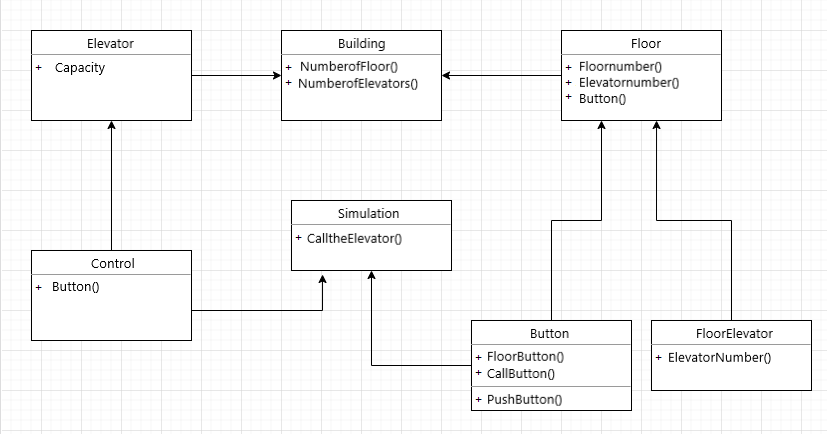 Elevator
+ Capacity
Building
+ NumberofFloor()
+ NumberofElevators()
Floor
+ Floornumber()
+ Elevatornumber()
+ Button()
Simulation
+ CalltheElevator()
Control
+ Button()
Button
+ FloorButton()
+ CallButton()
+ PushButton()
FloorElevator
+ ElevatorNumber()